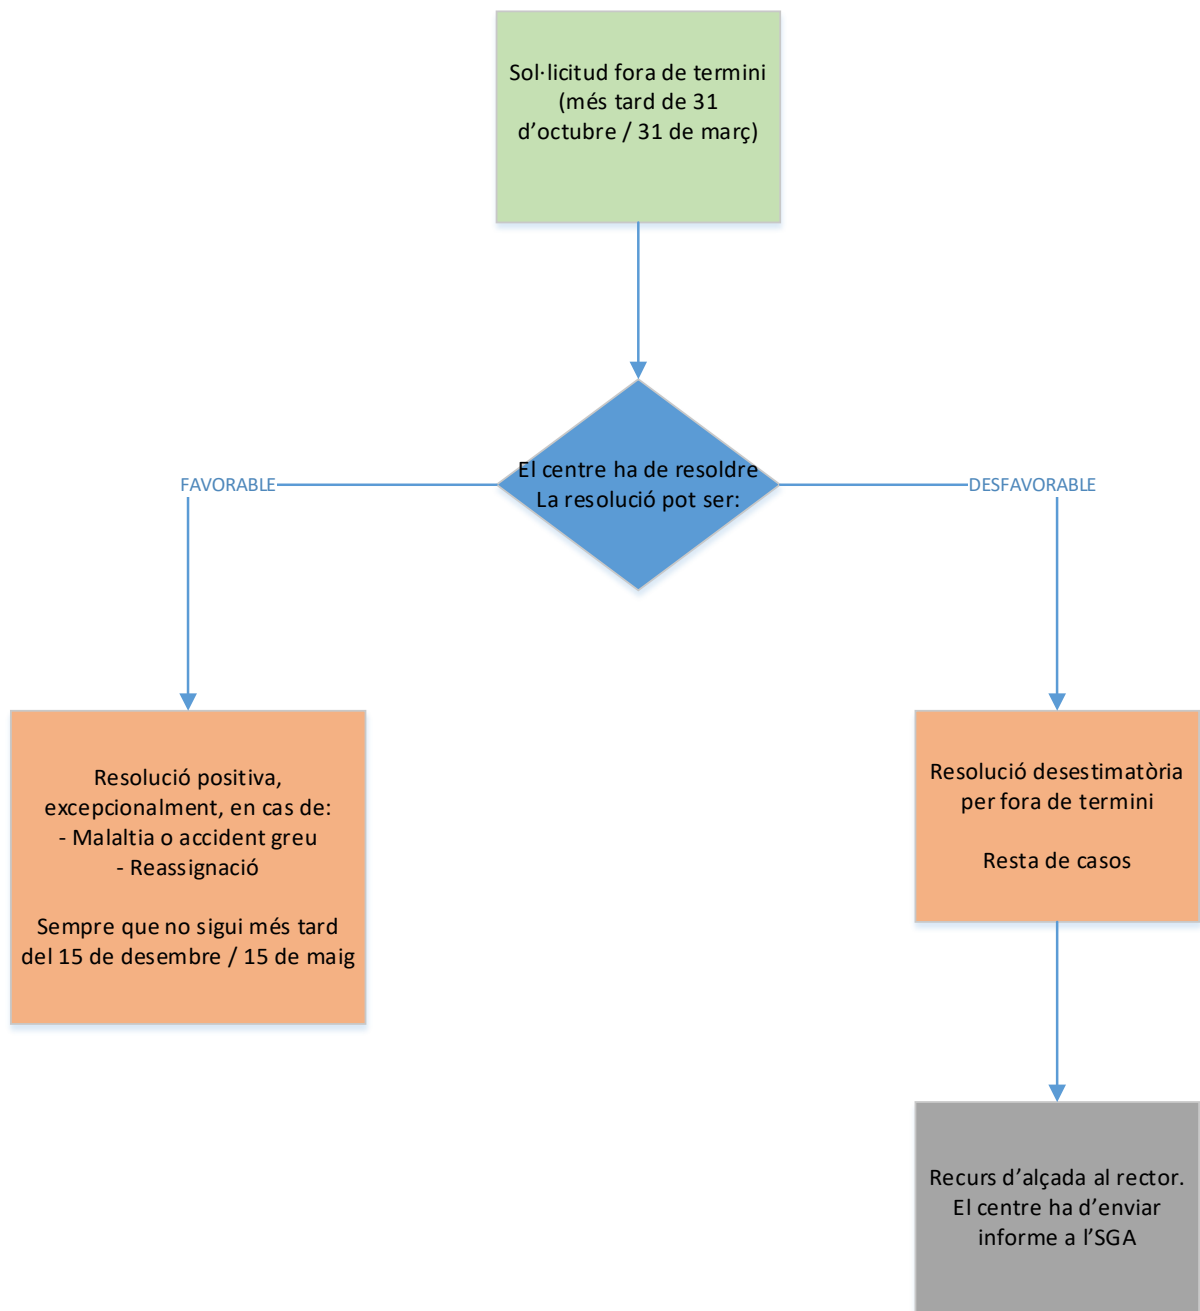 Sol·licitud fora de termini
(més tard de 31
d’octubre / 31 de març)
El centre ha de resoldre
La resolució pot ser:
FAVORABLE
DESFAVORABLE
Resolució positiva,
excepcionalment, en cas de:
- Malaltia o accident greu
- Reassignació
Sempre que no sigui més tard
del 15 de desembre / 15 de maig
Resolució desestimatòria
per fora de termini
Resta de casos
Recurs d’alçada al rector.
El centre ha d’enviar
informe a l’SGA